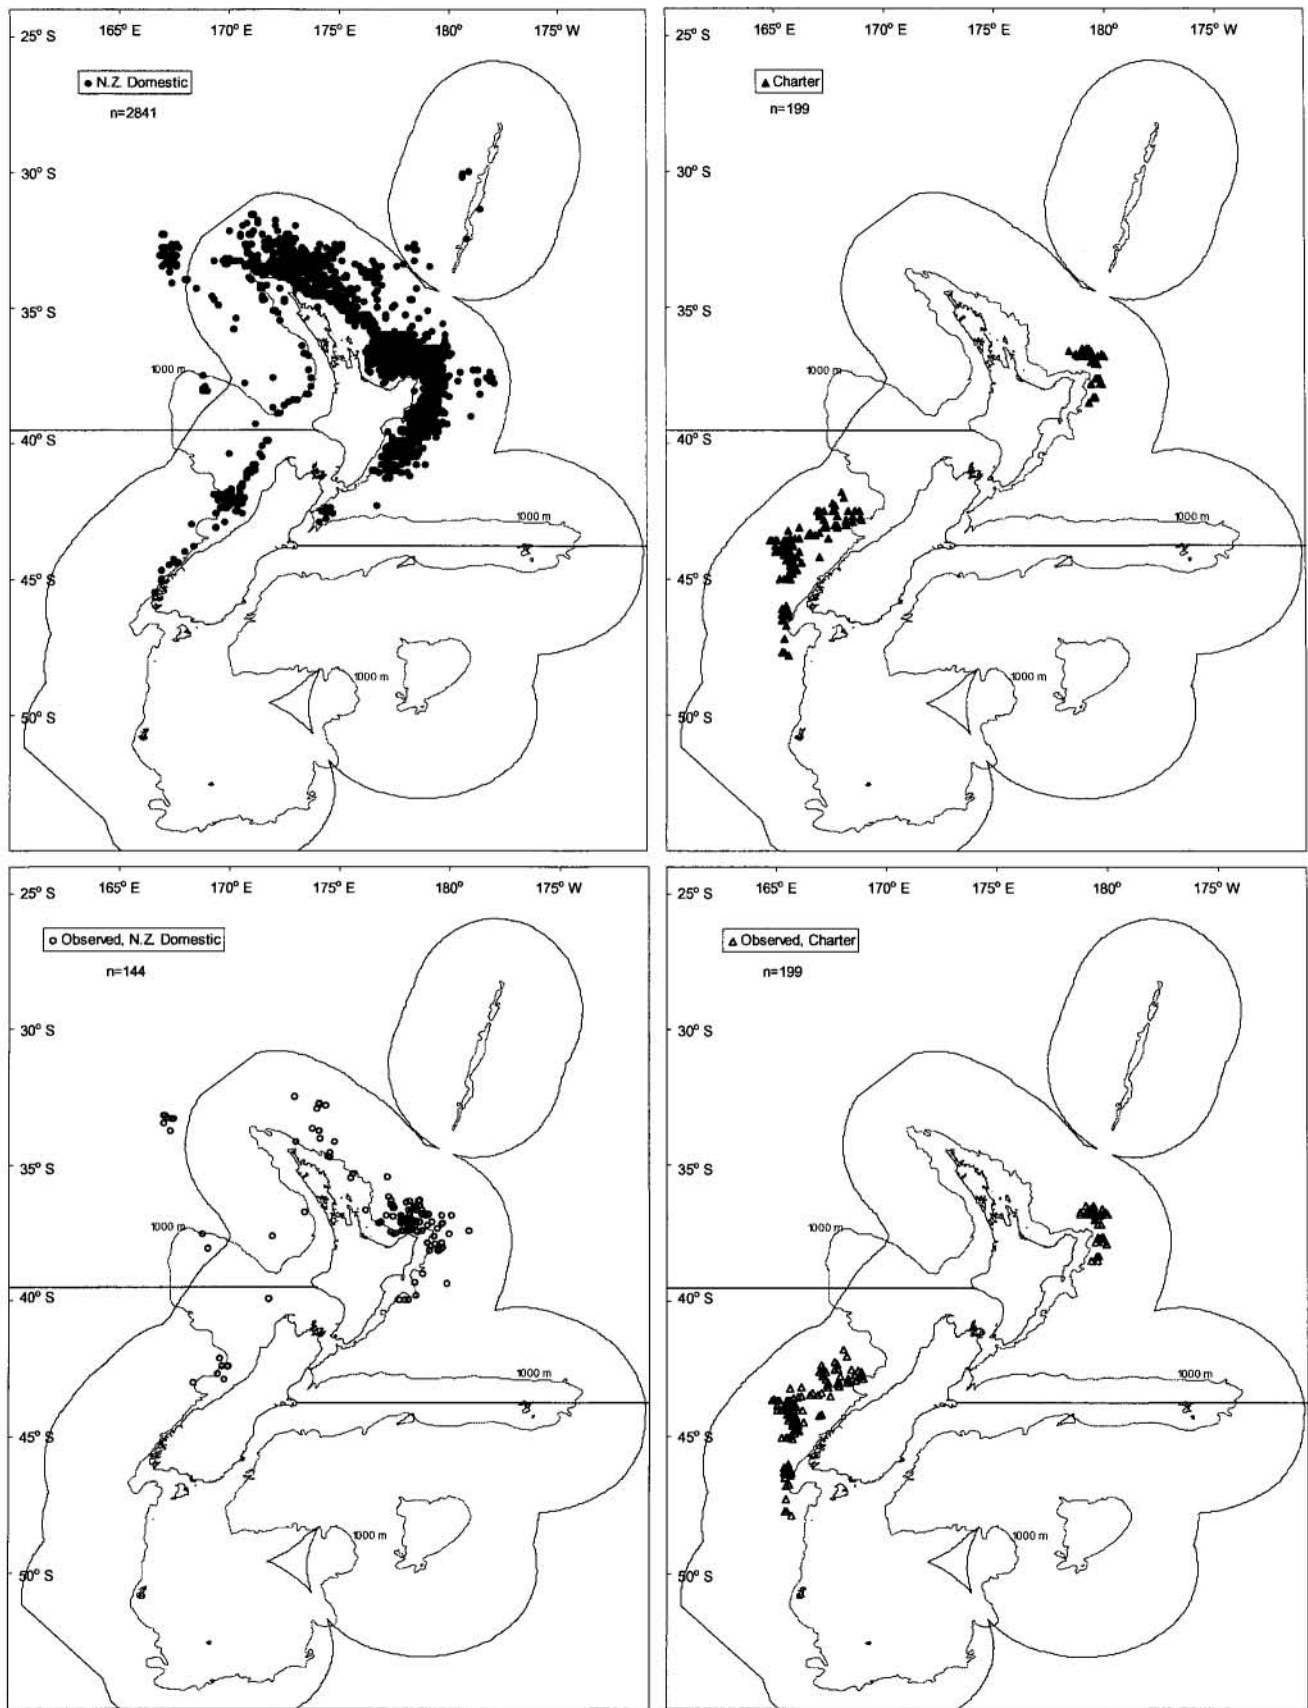 165° E 170° E 175° E 180° 175° W
25° S
N.Z. Domestic
n=2841
30° S
35° S
1000 m
40° S
1000 m
45° S
1000 m
50° S
165° E 170° E 175° E 180° 175° W
25° S
Charter
n=199
30° S
35° S
1000 m
40° S
1000 m
45° S
1000 m
50° S
165° E 170° E 175° E 180° 175° W
25° S
Observed, N.Z. Domestic
n=144
30° S
35° S
1000 m
40° S
1000 m
45° S
1000 m
50° S
165° E 170° E 175° E 180° 175° W
25° S
Observed, Charter
n=199
30° S
35° S
1000 m
40° S
1000 m
45° S
1000 m
50° S